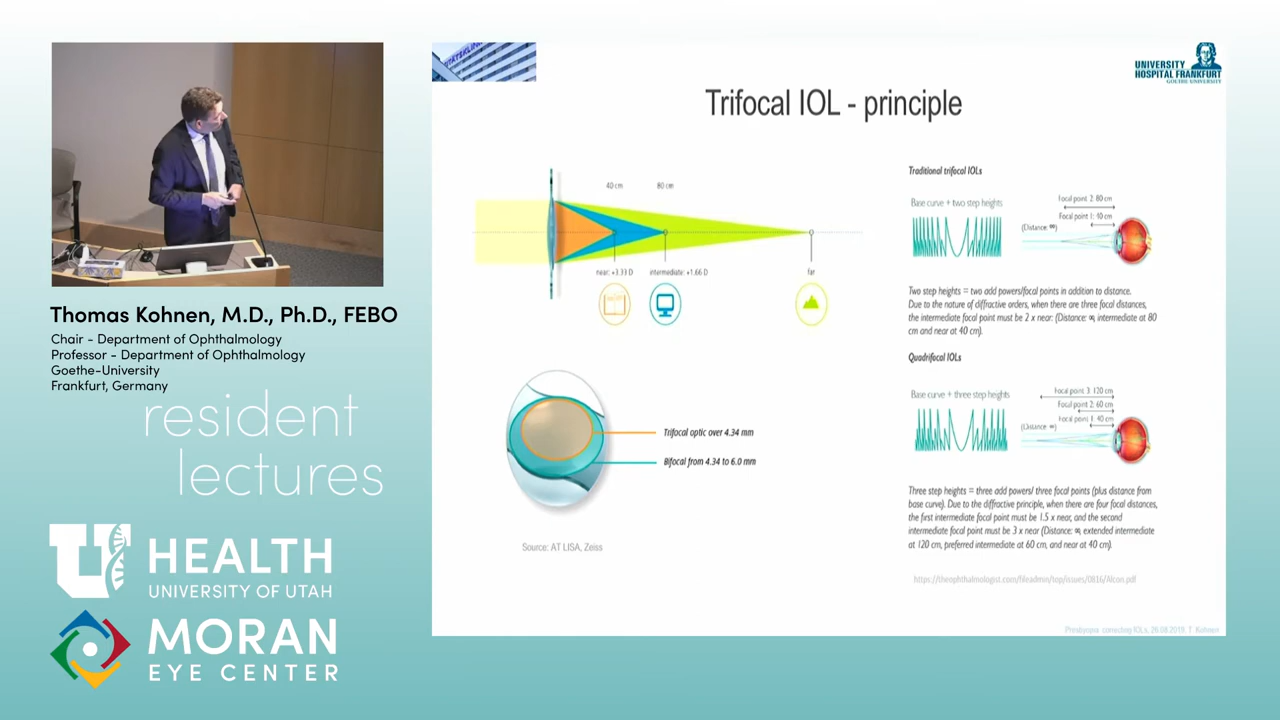 UNIVERSITY
HOSPITAL FRANKFURT
GOETHE UNIVERSITY
Trifocal IOL - principle
40 cm
80 cm
near: +3.33 D
intermediate: +1.66 D
far
Trifocal optic over 4.34 mm
Bifocal from 4.34 to 6.0 mm
Source: AT LISA, Zeiss
Traditional trifocal IOLs
Base curve + two step heights
Focal point 2: 80 cm
Focal point 1: 40 cm
(Distance: ∞)
Two step heights = two add powers/focal points in addition to distance.
Due to the nature of diffractive orders, when there are three focal distances,
the intermediate focal point must be 2 x near: (Distance: ∞, intermediate at 80
cm and near at 40 cm).
Quadrifocal IOLs
Base curve + three step heights
Focal point 3: 120 cm
Focal point 2: 60 cm
Focal point 1: 40 cm
(Distance: ∞)
Three step heights = three add powers/ three focal points (plus distance from
base curve). Due to the diffractive principle, when there are four focal distances,
the first intermediate focal point must be 1.5 x near, and the second
intermediate focal point must be 3 x near (Distance: ∞, extended intermediate
at 120 cm, preferred intermediate at 60 cm, and near at 40 cm).
https://theophthalmologist.com/fileadmin/top/issues/0816/Alcon.pdf
Presbyopia correcting IOLs, 26.08.2019, T. Kohnen
Thomas Kohnen, M.D., Ph.D., FEBO
Chair - Department of Ophthalmology
Professor - Department of Ophthalmology
Goethe-University
Frankfurt, Germany
resident
lectures
U HEALTH
UNIVERSITY OF UTAH
MORAN
EYE CENTER